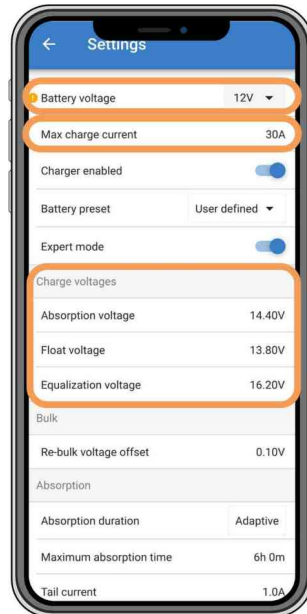 Settings
Battery voltage 12V
Max charge current 30A
Charger enabled
Battery preset User defined
Expert mode
Charge voltages
Absorption voltage 14.40V
Float voltage 13.80V
Equalization voltage 16.20V
Bulk
Re-bulk voltage offset 0.10V
Absorption
Absorption duration Adaptive
Maximum absorption time 6h 0m
Tail current 1.0A